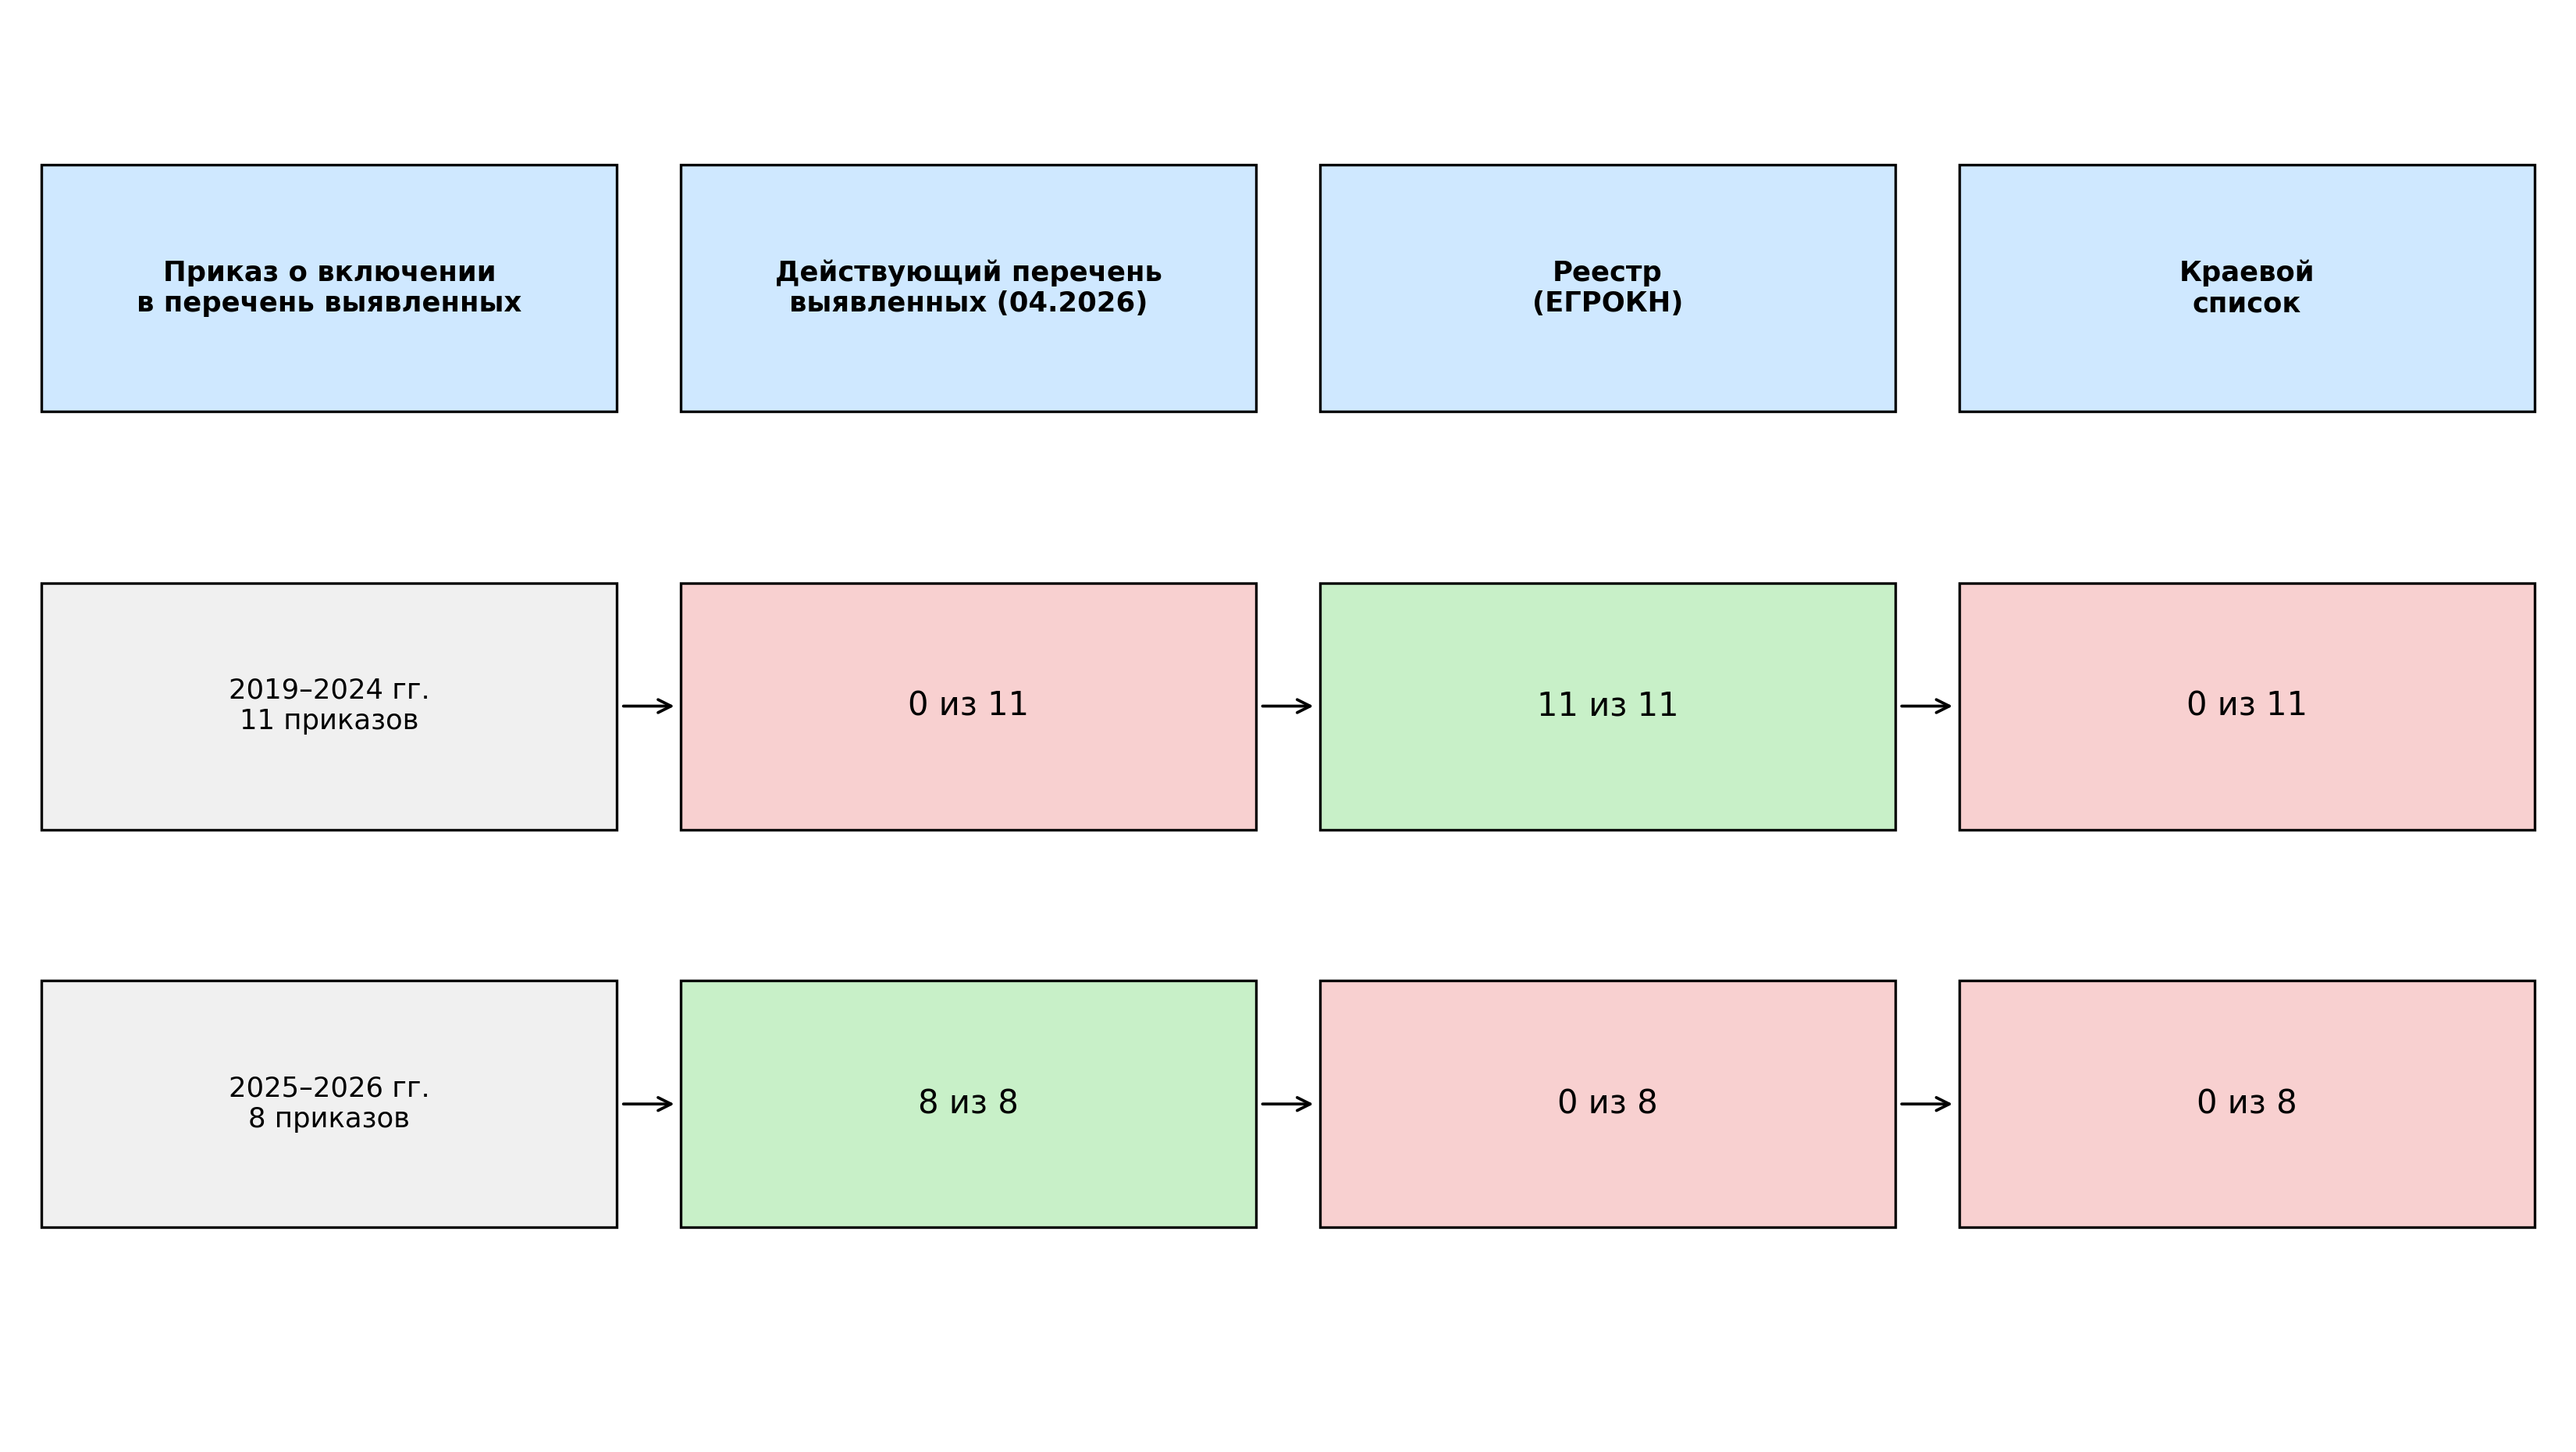 Приказ о включении
в перечень выявленных
Действующий перечень
выявленных (04.2026)
Реестр
(ЕГРОКН)
Краевой
список
2019–2024 гг.
11 приказов
0 из 11
11 из 11
0 из 11
2025–2026 гг.
8 приказов
8 из 8
0 из 8
0 из 8